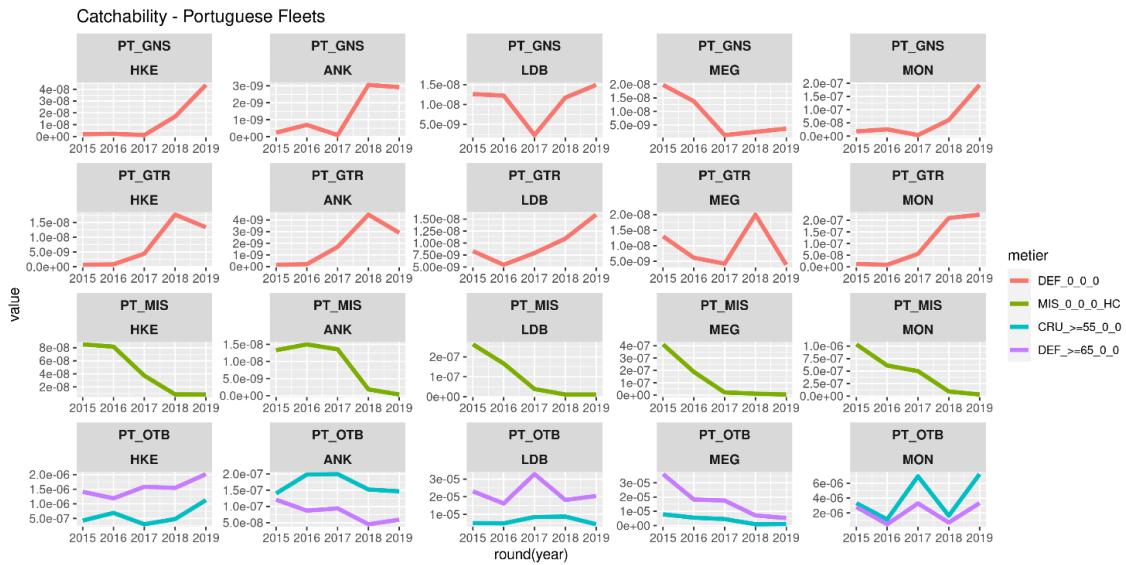 Catchability - Portuguese Fleets
PT_GNS PT_GNS PT_GNS PT_GNS PT_GNS
HKE ANK LDB MEG MON
4e-08 3e-08 2e-08 1e-08 0e+00
3e-09 2e-09 1e-09 0e+00
1.5e-08 1.0e-08 5.0e-09
2.0e-08 1.5e-08 1.0e-08 5.0e-09
2.0e-07 1.5e-07 1.0e-07 5.0e-08 0.0e+00
2015 2016 2017 2018 2019 2015 2016 2017 2018 2019 2015 2016 2017 2018 2019 2015 2016 2017 2018 2019 2015 2016 2017 2018 2019
PT_GTR PT_GTR PT_GTR PT_GTR PT_GTR
HKE ANK LDB MEG MON
1.5e-08 1.0e-08 5.0e-09 0.0e+00
4e-09 3e-09 2e-09 1e-09 0e+00
1.50e-08 1.25e-08 1.00e-08 7.50e-09 5.00e-09
2.0e-08 1.5e-08 1.0e-08 5.0e-09
2.0e-07 1.5e-07 1.0e-07 5.0e-08 0.0e+00
2015 2016 2017 2018 2019 2015 2016 2017 2018 2019 2015 2016 2017 2018 2019 2015 2016 2017 2018 2019 2015 2016 2017 2018 2019
PT_MIS PT_MIS PT_MIS PT_MIS PT_MIS
HKE ANK LDB MEG MON
8e-08 6e-08 4e-08 2e-08
1.5e-08 1.0e-08 5.0e-09 0.0e+00
2e-07 1e-07 0e+00
4e-07 3e-07 2e-07 1e-07 0e+00
1.0e-06 7.5e-07 5.0e-07 2.5e-07 0.0e+00
2015 2016 2017 2018 2019 2015 2016 2017 2018 2019 2015 2016 2017 2018 2019 2015 2016 2017 2018 2019 2015 2016 2017 2018 2019
PT_OTB PT_OTB PT_OTB PT_OTB PT_OTB
HKE ANK LDB MEG MON
2.0e-06 1.5e-06 1.0e-06 5.0e-07
2.0e-07 1.5e-07 1.0e-07 5.0e-08
3e-05 2e-05 1e-05
3e-05 2e-05 1e-05 0e+00
6e-06 4e-06 2e-06
2015 2016 2017 2018 2019 2015 2016 2017 2018 2019 2015 2016 2017 2018 2019 2015 2016 2017 2018 2019 2015 2016 2017 2018 2019
round(year)
value
metier
DEF_0_0_0
MIS_0_0_0_HC
CRU_>=55_0_0
DEF_>=65_0_0